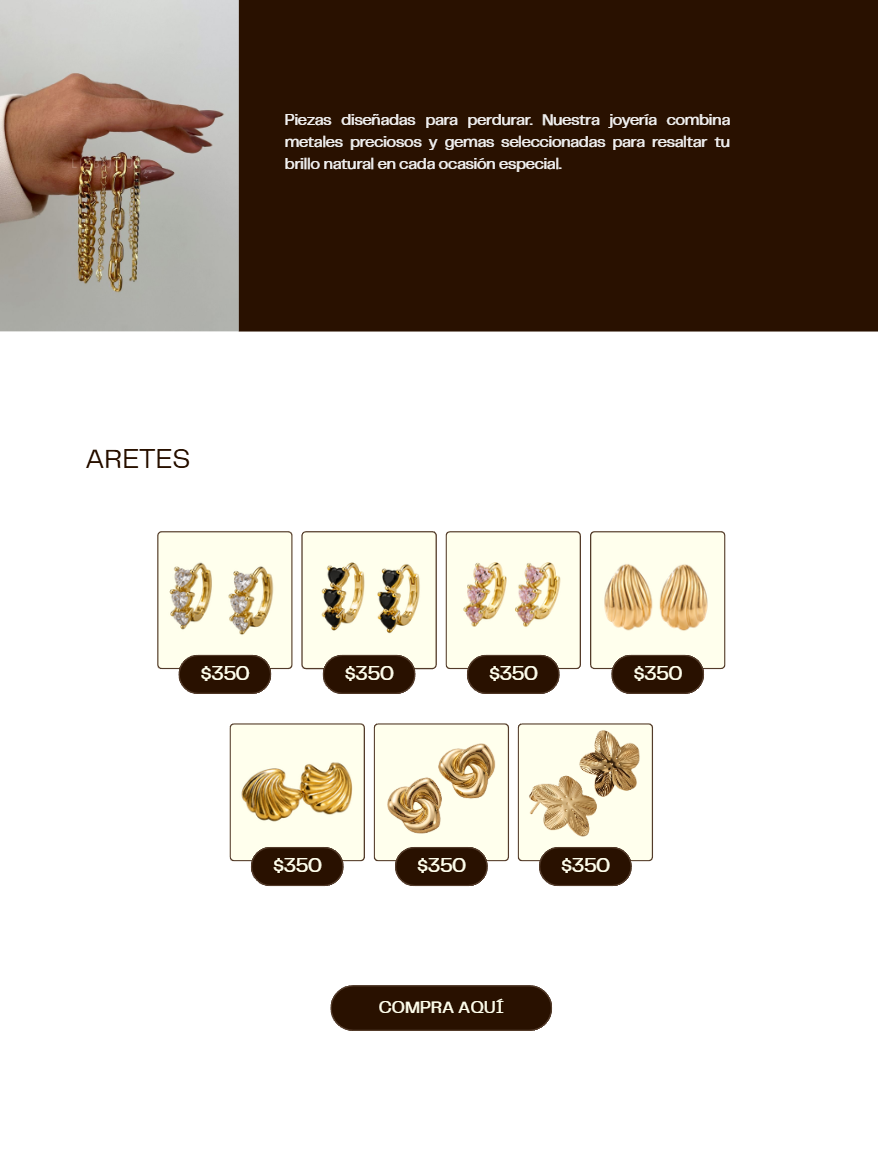 Piezas diseñadas para perdurar. Nuestra joyería combina
metales preciosos y gemas seleccionadas para resaltar tu
brillo natural en cada ocasión especial.
ARETES
$350 $350 $350 $350
$350 $350 $350
COMPRA AQUÍ